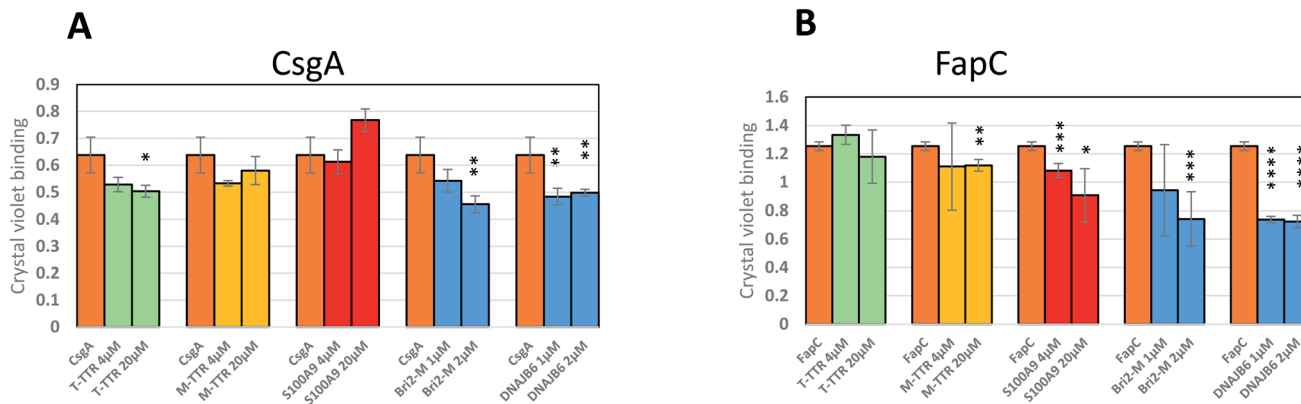 A
CsgA
Crystal violet binding
0.9
0.8
0.7
0.6
0.5
0.4
0.3
0.2
0.1
0
*
**
**
**
CsgA
T-TTR 4µM
T-TTR 20µM
CsgA
M-TTR 4µM
M-TTR 20µM
CsgA
S100A9 4µM
S100A9 20µM
CsgA
Bri2-M 1µM
Bri2-M 2µM
CsgA
DNAJB6 1µM
DNAJB6 2µM
B
FapC
Crystal violet binding
1.6
1.4
1.2
1
0.8
0.6
0.4
0.2
0
**
***
*
***
****
****
FapC
T-TTR 4µM
T-TTR 20µM
FapC
M-TTR 4µM
M-TTR 20µM
FapC
S100A9 4µM
S100A9 20µM
FapC
Bri2-M 1µM
Bri2-M 2µM
FapC
DNAJB6 1µM
DNAJB6 2µM